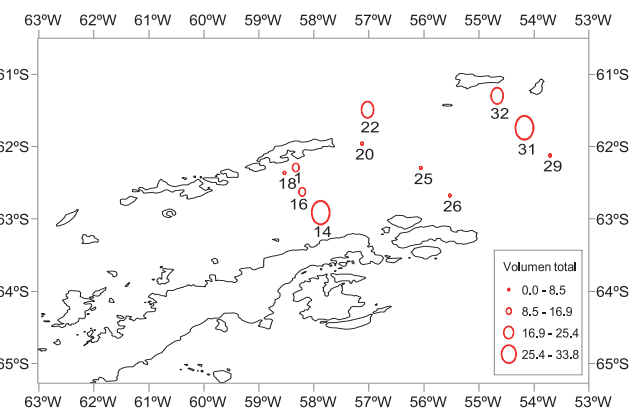 63ºW 62ºW 61ºW 60ºW 59ºW 58ºW 57ºW 56ºW 55ºW 54ºW 53ºW
61ºS 61ºS
32
22
31
62ºS 62ºS
20
29
1
18
25
16
26
63ºS 63ºS
14
Volumen total
64ºS 64ºS
0.0 - 8.5
8.5 - 16.9
16.9 - 25.4
25.4 - 33.8
65ºS 65ºS
63ºW 62ºW 61ºW 60ºW 59ºW 58ºW 57ºW 56ºW 55ºW 54ºW 53ºW